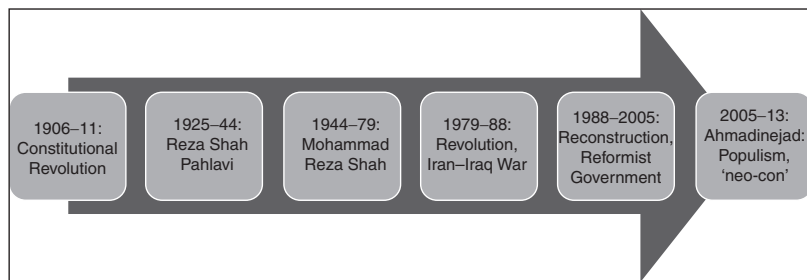 1906–11:
Constitutional
Revolution
1925–44:
Reza Shah
Pahlavi
1944–79:
Mohammad
Reza Shah
1979–88:
Revolution,
Iran–Iraq War
1988–2005:
Reconstruction,
Reformist
Government
2005–13:
Ahmadinejad:
Populism,
‘neo-con’